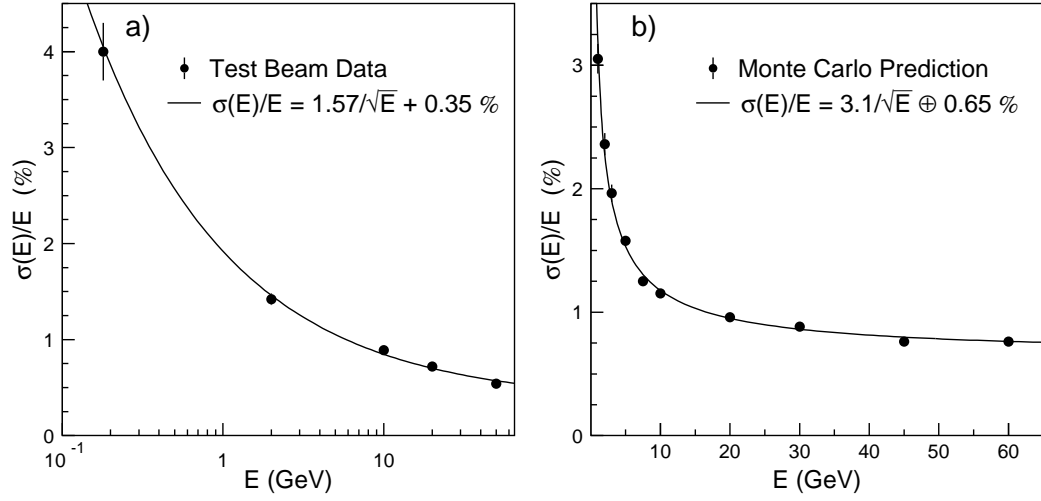 a)
Test Beam Data
σ(E)/E = 1.57/√E + 0.35 %
σ(E)/E (%)
4
3
2
1
0
10⁻¹ 1 10
E (GeV)
b)
Monte Carlo Prediction
σ(E)/E = 3.1/√E ⊕ 0.65 %
σ(E)/E (%)
3
2
1
0
10 20 30 40 50 60
E (GeV)